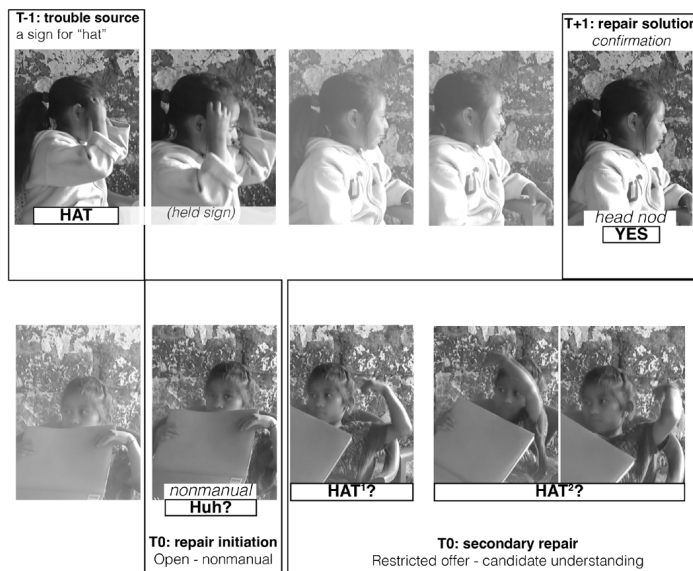 T-1: trouble source
a sign for “hat”
T+1: repair solution
confirmation
HAT
(held sign)
head nod
YES
nonmanual
Huh?
HAT¹?
HAT²?
T0: repair initiation
Open - nonmanual
T0: secondary repair
Restricted offer - candidate understanding